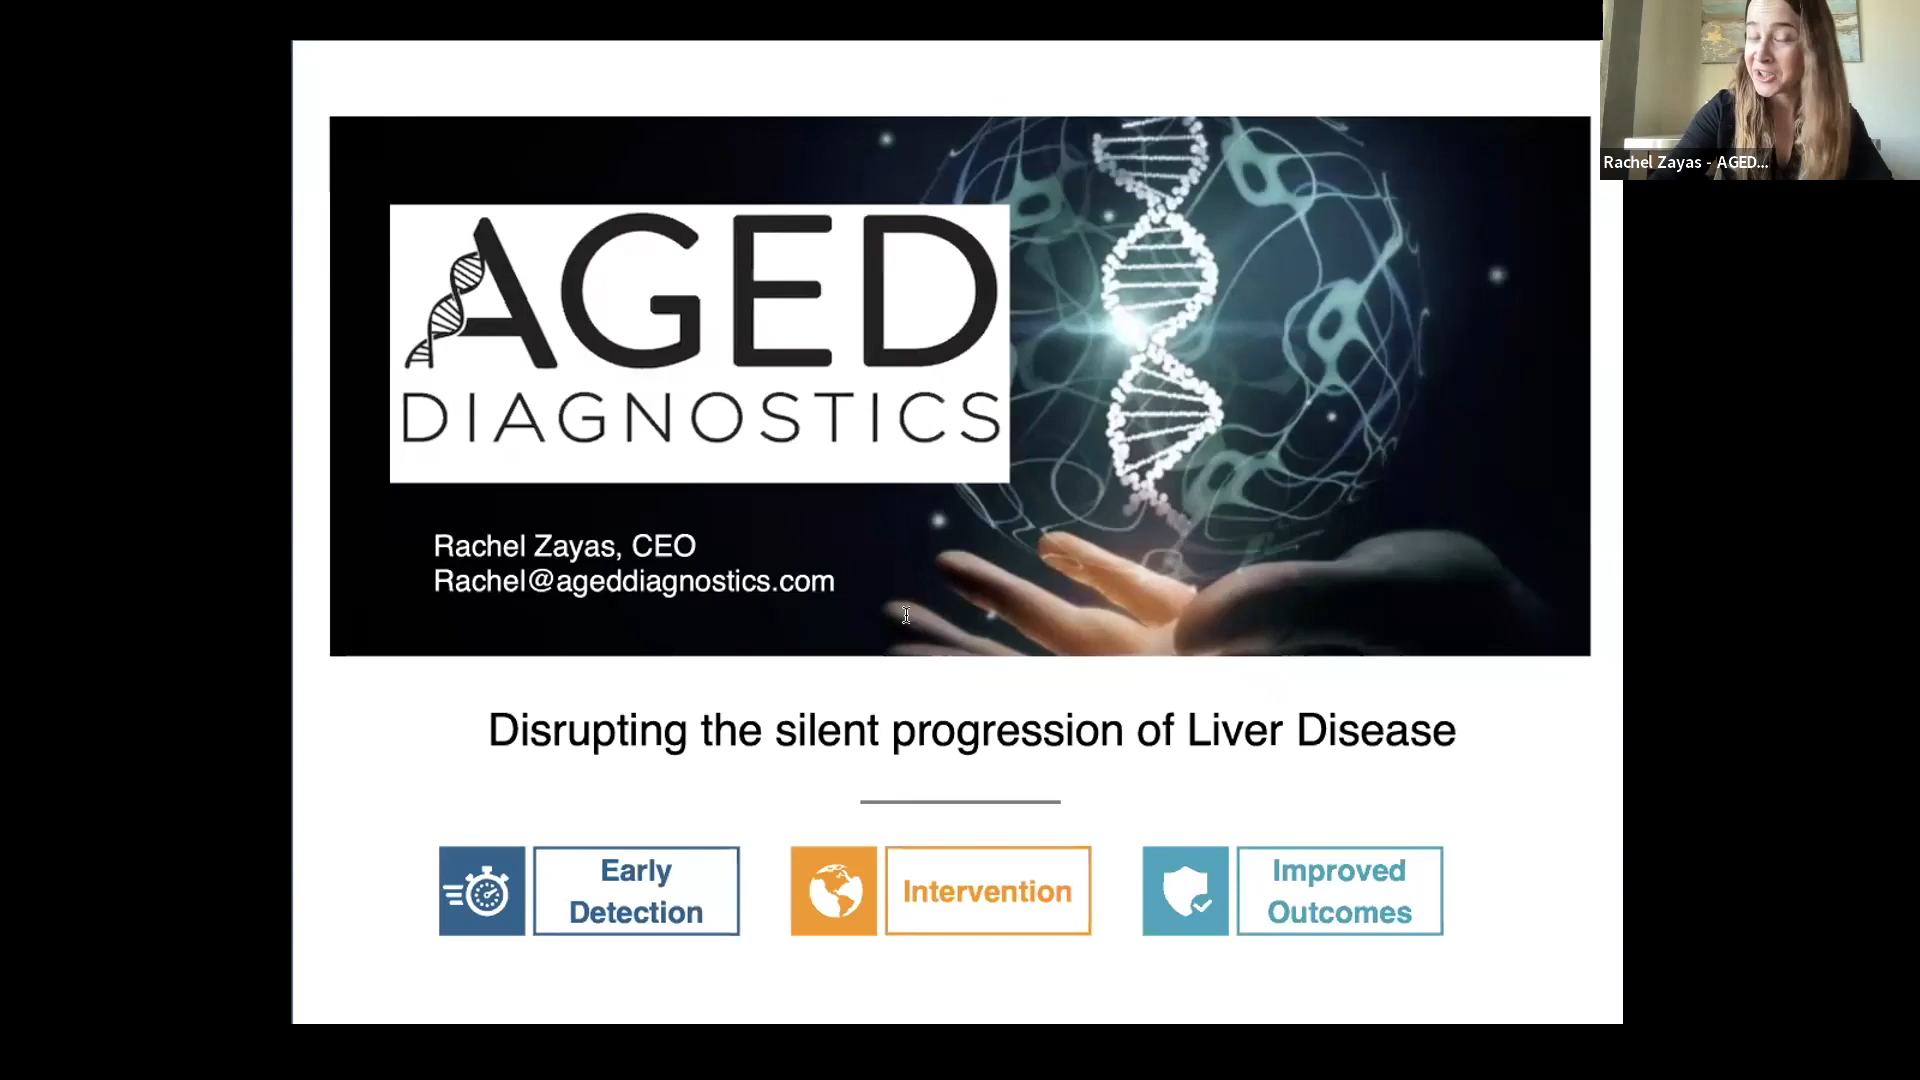 AGED
DIAGNOSTICS
Rachel Zayas, CEO
Rachel@ageddiagnostics.com
Disrupting the silent progression of Liver Disease
Early
Detection
Intervention
Improved
Outcomes
Rachel Zayas - AGED...